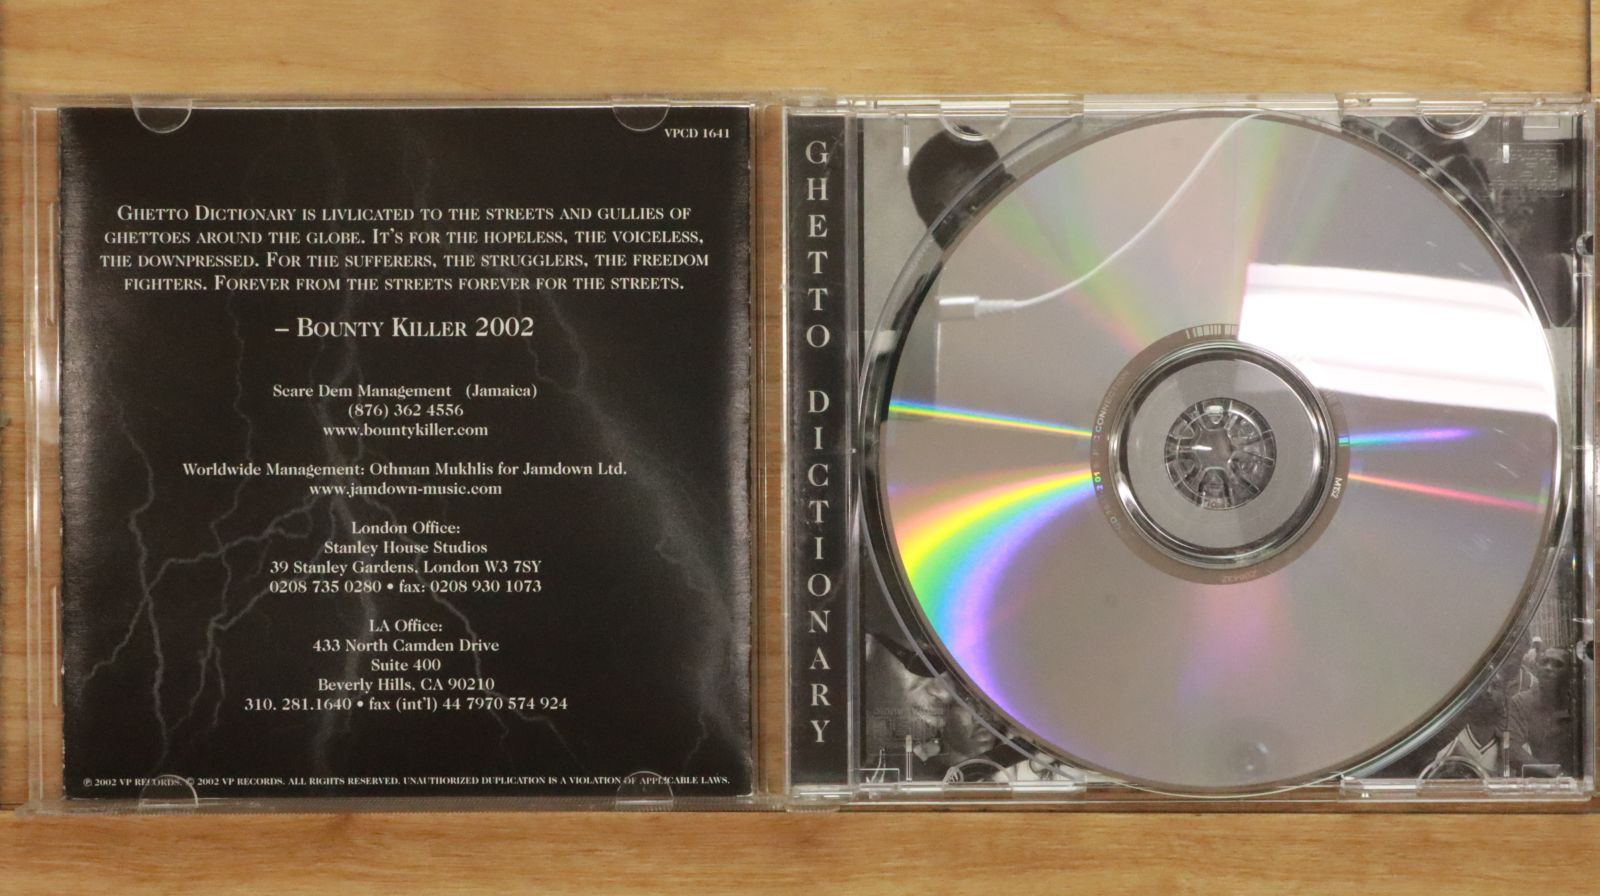 VPCD 1641
GHETTO DICTIONARY IS LIVLICATED TO THE STREETS AND GULLIES OF
GHETTOES AROUND THE GLOBE. IT'S FOR THE HOPELESS, THE VOICELESS,
THE DOWNPRESSED. FOR THE SUFFERERS, THE STRUGGLERS, THE FREEDOM
FIGHTERS. FOREVER FROM THE STREETS FOREVER FOR THE STREETS.
– BOUNTY KILLER 2002
Scare Dem Management (Jamaica)
(876) 362 4556
www.bountykiller.com
Worldwide Management: Othman Mukhlis for Jamdown Ltd.
www.jamdown-music.com
London Office:
Stanley House Studios
39 Stanley Gardens, London W3 7SY
0208 735 0280 • fax: 0208 930 1073
LA Office:
433 North Camden Drive
Suite 400
Beverly Hills, CA 90210
310. 281.1640 • fax (int'l) 44 7970 574 924
℗ 2002 VP RECORDS. © 2002 VP RECORDS. ALL RIGHTS RESERVED. UNAUTHORIZED DUPLICATION IS A VIOLATION OF APPLICABLE LAWS.
GHETTO DICTIONARY
CONNECTION
MS2